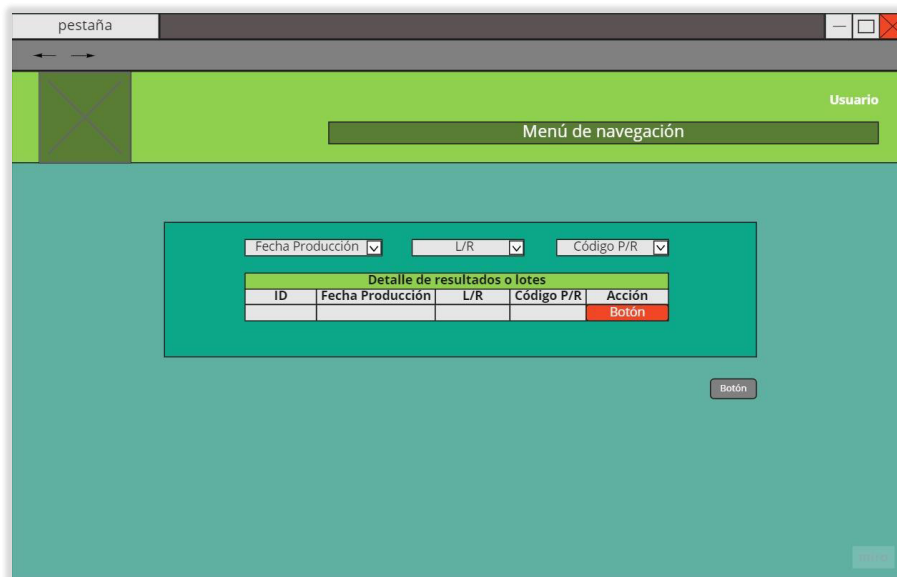 pestaña
Usuario
Menú de navegación
Fecha Producción L/R Código P/R
Detalle de resultados o lotes
ID Fecha Producción L/R Código P/R Acción
Botón
Botón